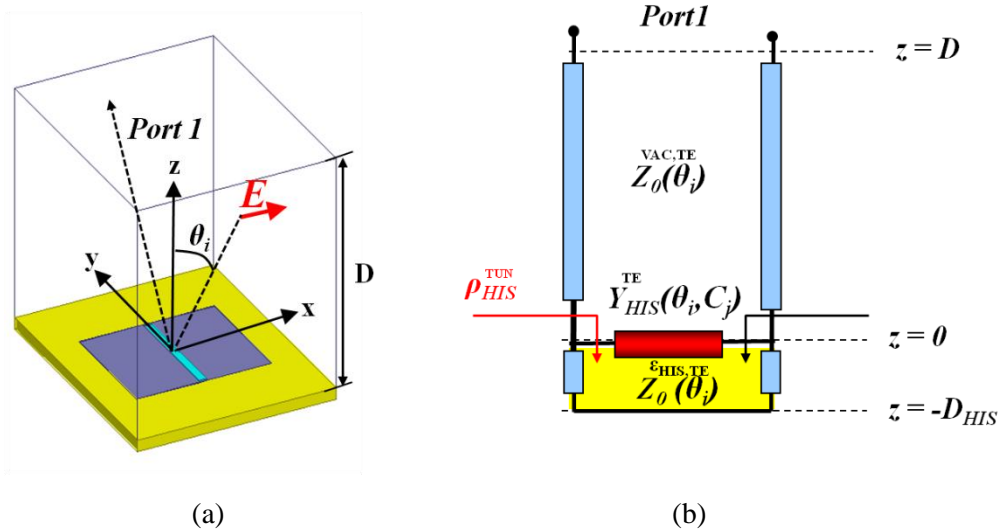 Port 1
z
E
θi
y
D
x
(a)
Port1
z = D
VAC,TE
Z0(θi)
ρHIS TUN
TE
YHIS(θi,Cj)
z = 0
εHIS,TE
Z0(θi)
z = -DHIS
(b)